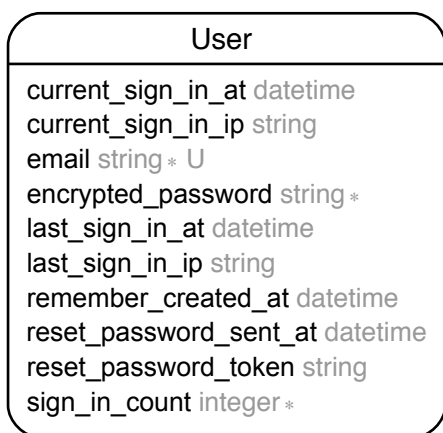 User
current_sign_in_at datetime
current_sign_in_ip string
email string * U
encrypted_password string *
last_sign_in_at datetime
last_sign_in_ip string
remember_created_at datetime
reset_password_sent_at datetime
reset_password_token string
sign_in_count integer *